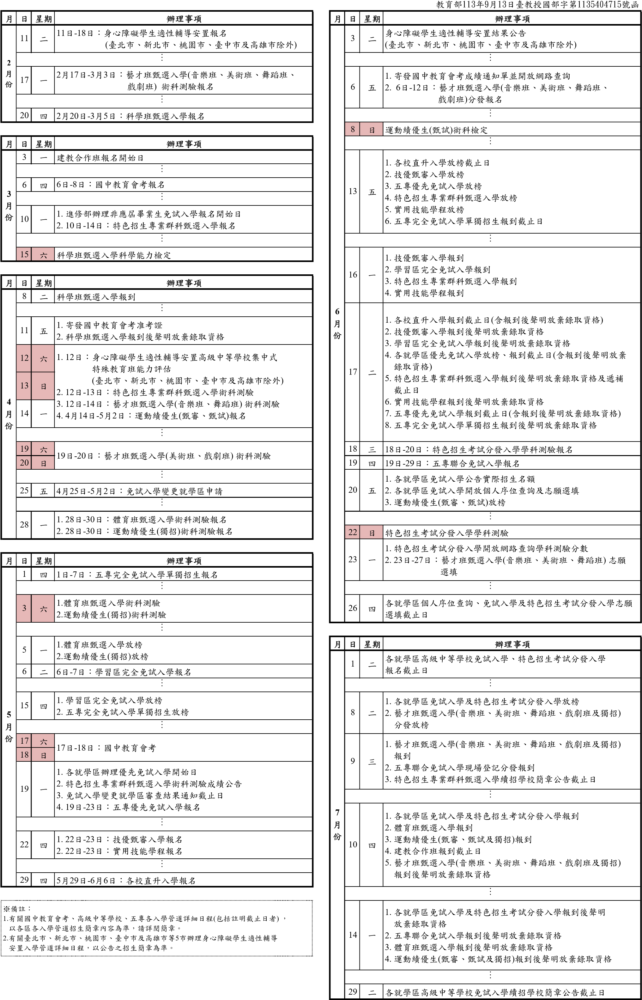 教育部113年9月13日臺教授國部字第1135404715號函
月 日 星期 辦理事項
2月份
11 二 11日-18日：身心障礙學生適性輔導安置報名
(臺北市、新北市、桃園市、臺中市及高雄市除外)
⋮
17 一 2月17日-3月3日：藝才班甄選入學(音樂班、美術班、舞蹈班、
戲劇班) 術科測驗報名
⋮
20 四 2月20日-3月5日：科學班甄選入學報名
月 日 星期 辦理事項
3月份
3 一 建教合作班報名開始日
⋮
6 四 6日-8日：國中教育會考報名
⋮
10 一 1. 進修部辦理非應屆畢業生免試入學報名開始日
2. 10日-14日：特色招生專業群科甄選入學報名
⋮
15 六 科學班甄選入學科學能力檢定
月 日 星期 辦理事項
4月份
8 二 科學班甄選入學報到
⋮
11 五 1. 寄發國中教育會考准考證
2. 科學班甄選入學報到後聲明放棄錄取資格
12 六 1. 12日：身心障礙學生適性輔導安置高級中等學校集中式
特殊教育班能力評估
13 日 (臺北市、新北市、桃園市、臺中市及高雄市除外)
2. 12日-13日：特色招生專業群科甄選入學術科測驗
3. 12日-14日：藝才班甄選入學(音樂班、舞蹈班) 術科測驗
14 一 4. 4月14日-5月2日：運動績優生(甄審、甄試)報名
⋮
19 六
20 日 19日-20日：藝才班甄選入學(美術班、戲劇班) 術科測驗
⋮
25 五 4月25日-5月2日：免試入學變更就學區申請
⋮
28 一 1. 28日-30日：體育班甄選入學術科測驗報名
2. 28日-30日：運動績優生(獨招)術科測驗報名
月 日 星期 辦理事項
5月份
1 四 1日-7日：五專完全免試入學單獨招生報名
⋮
3 六 1.體育班甄選入學術科測驗
2.運動績優生(獨招)術科測驗
⋮
5 一 1.體育班甄選入學放榜
2.運動績優生(獨招)放榜
6 二 6日-7日：學習區完全免試入學報名
⋮
15 四 1. 學習區完全免試入學放榜
2. 五專完全免試入學單獨招生放榜
⋮
17 六
18 日 17日-18日：國中教育會考
19 一 1. 各就學區辦理優先免試入學開始日
2. 特色招生專業群科甄選入學術科測驗成績公告
3. 免試入學變更就學區審查結果通知截止日
4. 19日-23日：五專優先免試入學報名
⋮
22 四 1. 22日-23日：技優甄審入學報名
2. 22日-23日：實用技能學程報名
⋮
29 四 5月29日-6月6日：各校直升入學報名
※備註：
1.有關國中教育會考、高級中等學校、五專各入學管道詳細日程(包括註明截止日者)，
以各區各入學管道招生簡章內容為準，請詳閱簡章。
2.有關臺北市、新北市、桃園市、臺中市及高雄市等5市辦理身心障礙學生適性輔導
安置入學管道詳細日程，以公告之招生簡章為準。
月 日 星期 辦理事項
6月份
3 二 身心障礙學生適性輔導安置結果公告
(臺北市、新北市、桃園市、臺中市及高雄市除外)
⋮
6 五 1. 寄發國中教育會考成績通知單並開放網路查詢
2. 6日-12日：藝才班甄選入學(音樂班、美術班、舞蹈班、
戲劇班)分發報名
⋮
8 日 運動績優生(甄試)術科檢定
⋮
13 五 1. 各校直升入學放榜截止日
2. 技優甄審入學放榜
3. 五專優先免試入學放榜
4. 特色招生專業群科甄選入學放榜
5. 實用技能學程放榜
6. 五專完全免試入學單獨招生報到截止日
⋮
16 一 1. 技優甄審入學報到
2. 學習區完全免試入學報到
3. 特色招生專業群科甄選入學報到
4. 實用技能學程報到
17 二 1. 各校直升入學報到截止日(含報到後聲明放棄錄取資格)
2. 技優甄審入學報到後聲明放棄錄取資格
3. 學習區完全免試入學報到後聲明放棄錄取資格
4. 各就學區優先免試入學放榜、報到截止日(含報到後聲明放棄
錄取資格)
5. 特色招生專業群科甄選入學報到後聲明放棄錄取資格及遞補
截止日
6. 實用技能學程報到後聲明放棄錄取資格
7. 五專優先免試入學報到截止日(含報到後聲明放棄錄取資格)
8. 五專完全免試入學單獨招生報到後聲明放棄錄取資格
18 三 18日-20日：特色招生考試分發入學學科測驗報名
19 四 19日-29日：五專聯合免試入學報名
20 五 1. 各就學區免試入學公告實際招生名額
2. 各就學區免試入學開放個人序位查詢及志願選填
3. 運動績優生(甄審、甄試)放榜
⋮
22 日 特色招生考試分發入學學科測驗
23 一 1. 特色招生考試分發入學開放網路查詢學科測驗分數
2. 23日-27日：藝才班甄選入學(音樂班、美術班、舞蹈班) 志願
選填
⋮
26 四 各就學區個人序位查詢、免試入學及特色招生考試分發入學志願
選填截止日
月 日 星期 辦理事項
7月份
1 二 各就學區高級中等學校免試入學、特色招生考試分發入學
報名截止日
⋮
8 二 1. 各就學區免試入學及特色招生考試分發入學放榜
2. 藝才班甄選入學(音樂班、美術班、舞蹈班、戲劇班及獨招)
分發放榜
9 三 1. 藝才班甄選入學(音樂班、美術班、舞蹈班、戲劇班及獨招)
報到
2. 五專聯合免試入學現場登記分發報到
3. 特色招生專業群科甄選入學續招學校簡章公告截止日
⋮
10 四 1. 各就學區免試入學及特色招生考試分發入學報到
2. 體育班甄選入學報到
3. 運動績優生(甄審、甄試及獨招)報到
4. 建教合作班報到截止日
5. 藝才班甄選入學(音樂班、美術班、舞蹈班、戲劇班及獨招)
報到後聲明放棄錄取資格
⋮
14 一 1. 各就學區免試入學及特色招生考試分發入學報到後聲明
放棄錄取資格
2. 五專聯合免試入學報到後聲明放棄錄取資格
3. 體育班甄選入學報到後聲明放棄錄取資格
4. 運動績優生(甄審、甄試及獨招)報到後聲明放棄錄取資格
⋮
29 二 各就學區高級中等學校免試入學續招學校簡章公告截止日